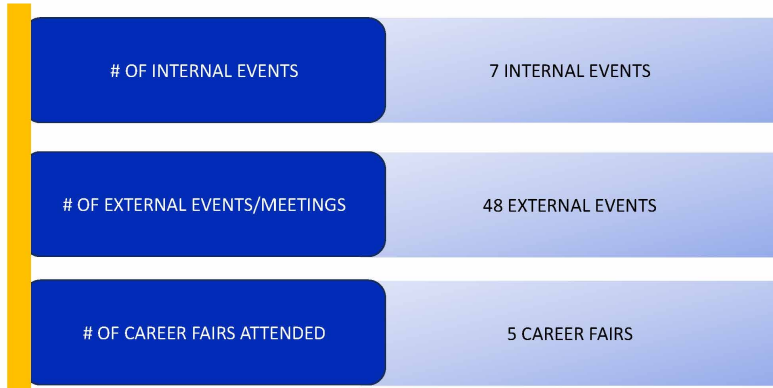 # OF INTERNAL EVENTS
7 INTERNAL EVENTS
# OF EXTERNAL EVENTS/MEETINGS
48 EXTERNAL EVENTS
# OF CAREER FAIRS ATTENDED
5 CAREER FAIRS